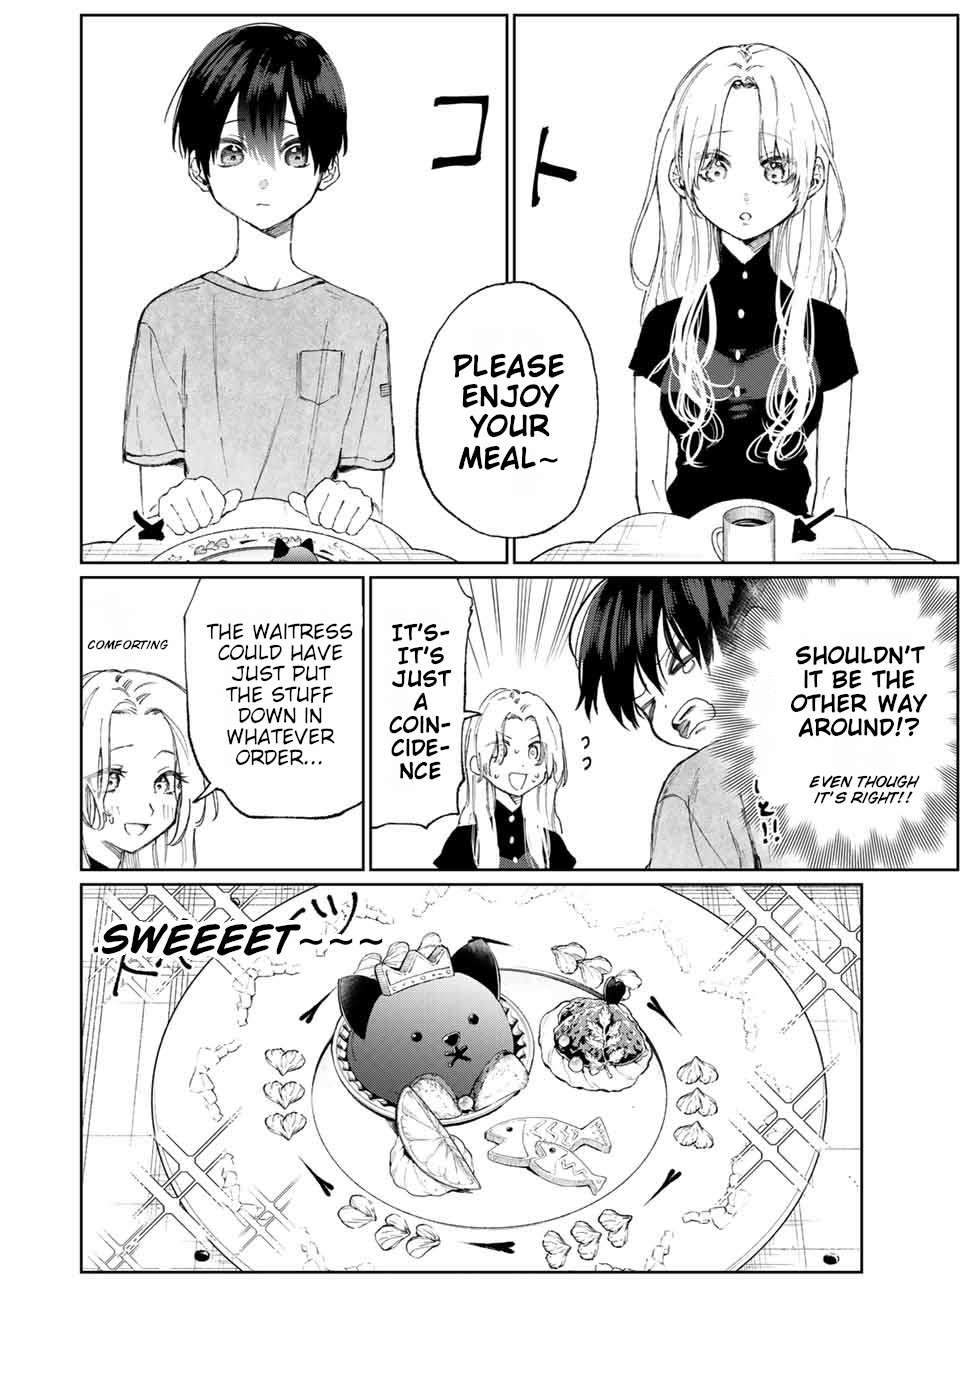 コト
PLEASE
ENJOY
YOUR
MEAL~
SHOULDN'T
IT BE THE
OTHER WAY
AROUND!?
EVEN THOUGH
IT'S RIGHT!!
IT'S-
IT'S
JUST
A
COIN-
CIDE-
NCE
THE WAITRESS
COULD HAVE
JUST PUT
THE STUFF
DOWN IN
WHATEVER
ORDER...
COMFORTING
.SWEEEET~~~